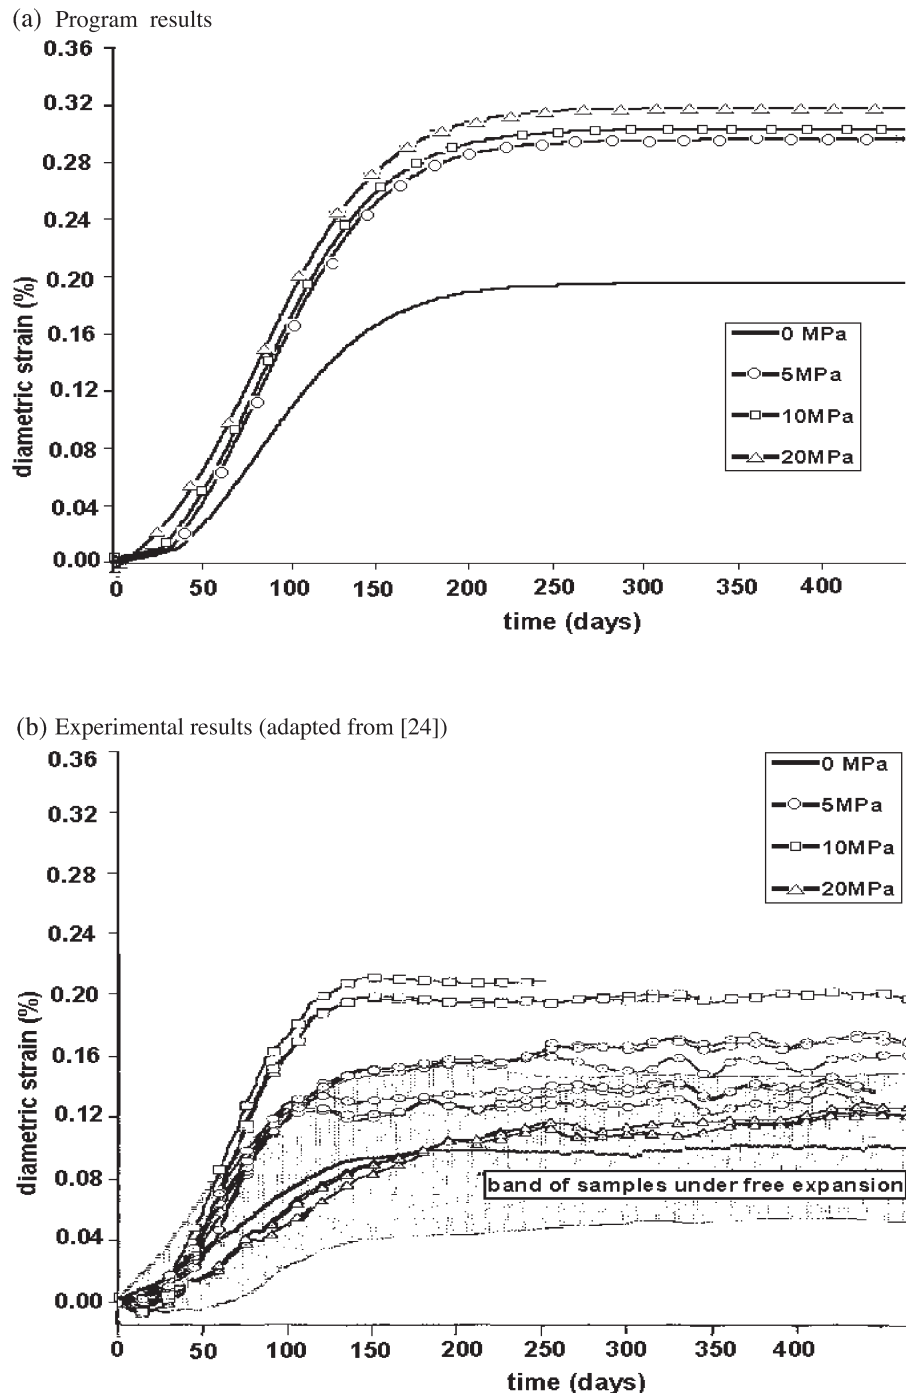 (a) Program results
0.36
0.32
0.28
0.24
0.20
0.16
0.12
0.08
0.04
0.00
diametric strain (%)
0 MPa
5MPa
10MPa
20MPa
0 50 100 150 200 250 300 350 400
time (days)
(b) Experimental results (adapted from [24])
0.36
0.32
0.28
0.24
0.20
0.16
0.12
0.08
0.04
0.00
diametric strain (%)
0 MPa
5MPa
10MPa
20MPa
band of samples under free expansion
0 50 100 150 200 250 300 350 400
time (days)